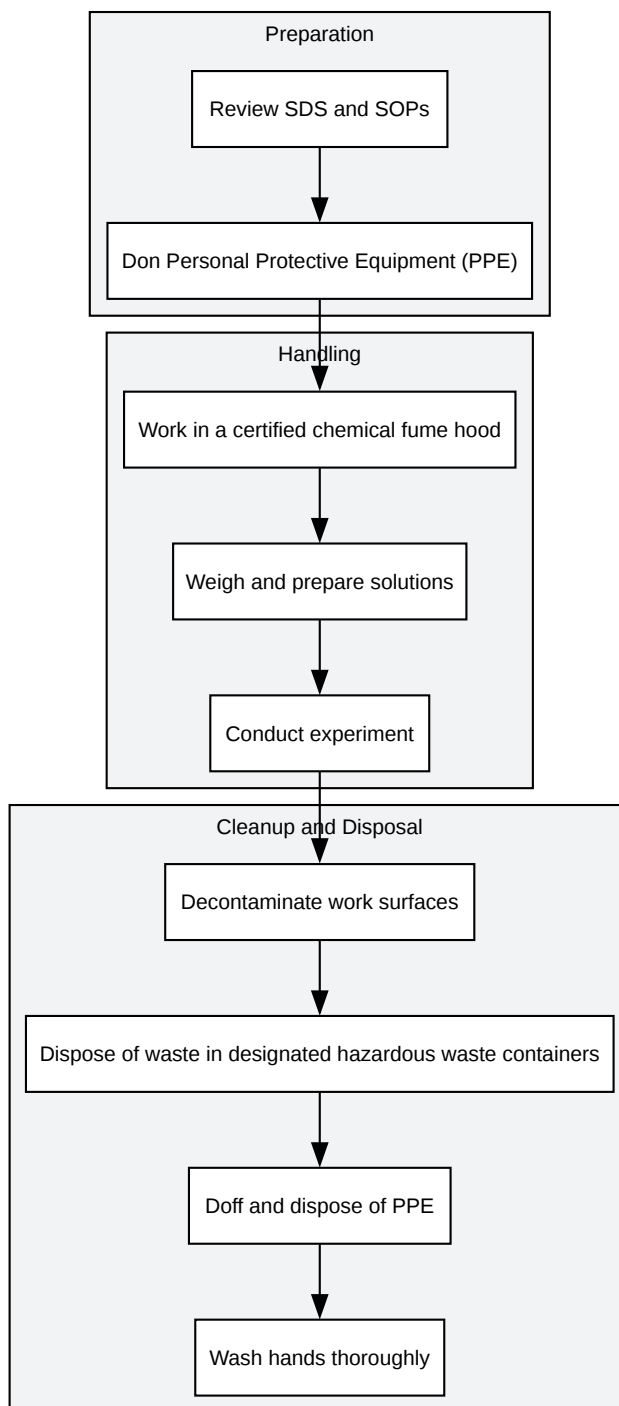 Preparation
Review SDS and SOPs
Don Personal Protective Equipment (PPE)
Handling
Work in a certified chemical fume hood
Weigh and prepare solutions
Conduct experiment
Cleanup and Disposal
Decontaminate work surfaces
Dispose of waste in designated hazardous waste containers
Doff and dispose of PPE
Wash hands thoroughly